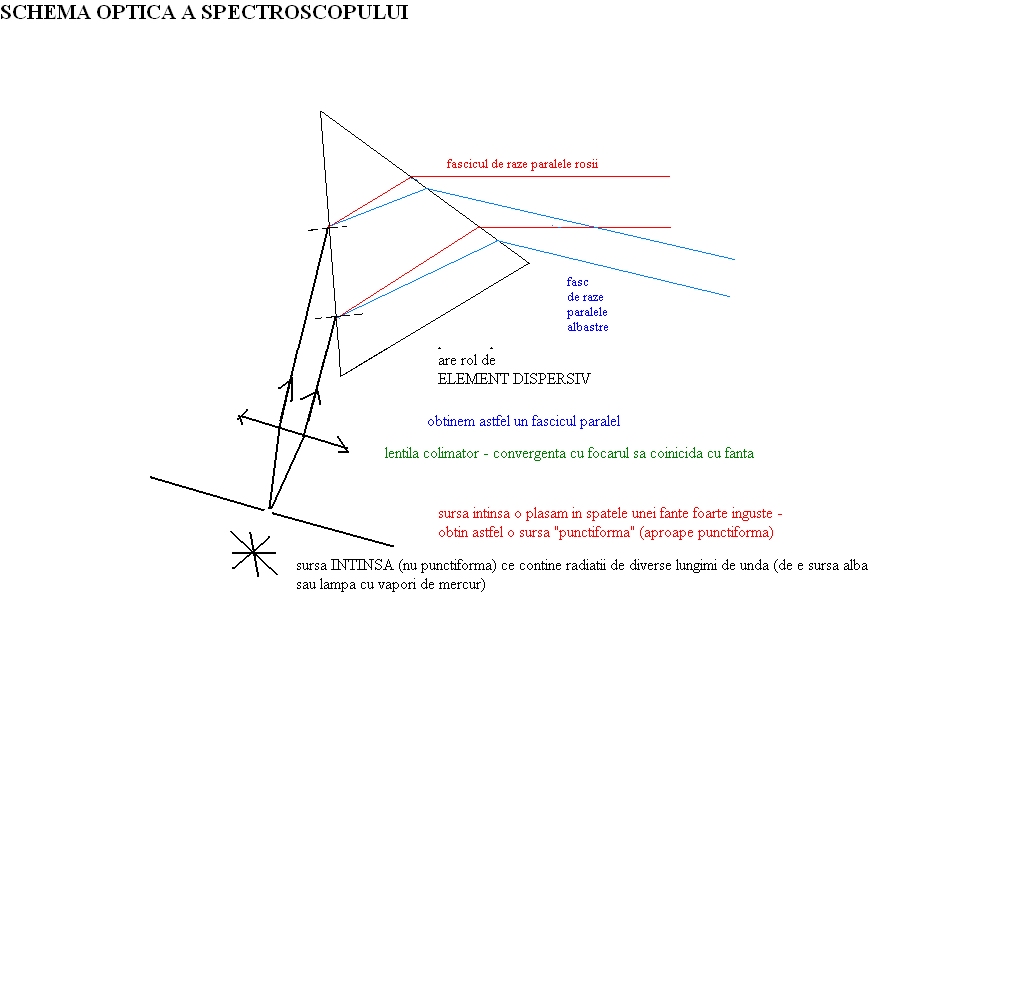 SCHEMA OPTICA A SPECTROSCOPULUI
fascicul de raze paralele rosii
fasc
de raze
paralele
albastre
are rol de
ELEMENT DISPERSIV
obtinem astfel un fascicul paralel
lentila colimator - convergenta cu focarul sa coinicida cu fanta
sursa intinsa o plasam in spatele unei fante foarte inguste -
obtin astfel o sursa "punctiforma" (aproape punctiforma)
sursa INTINSA (nu punctiforma) ce contine radiatii de diverse lungimi de unda (de e sursa alba
sau lampa cu vapori de mercur)